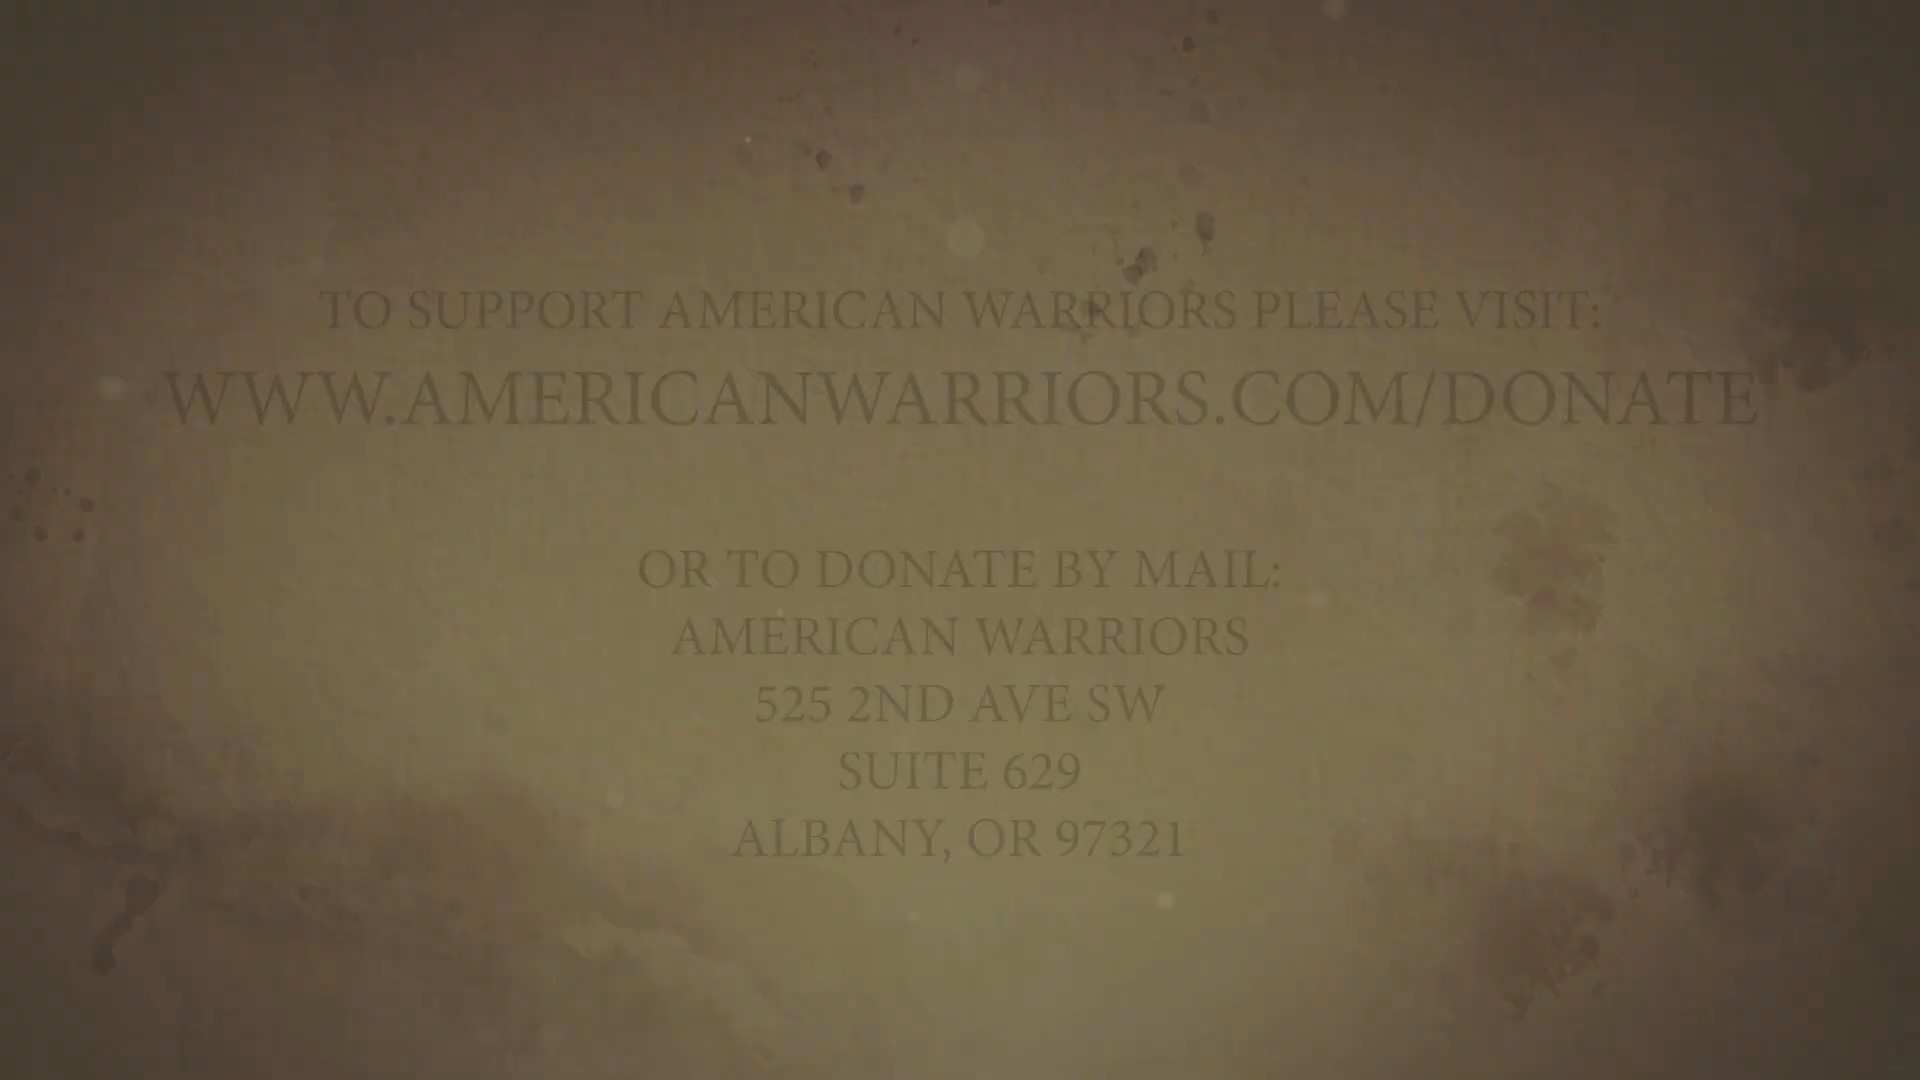 TO SUPPORT AMERICAN WARRIORS PLEASE VISIT:
WWW.AMERICANWARRIORS.COM/DONATE
OR TO DONATE BY MAIL:
AMERICAN WARRIORS
525 2ND AVE SW
SUITE 629
ALBANY, OR 97321